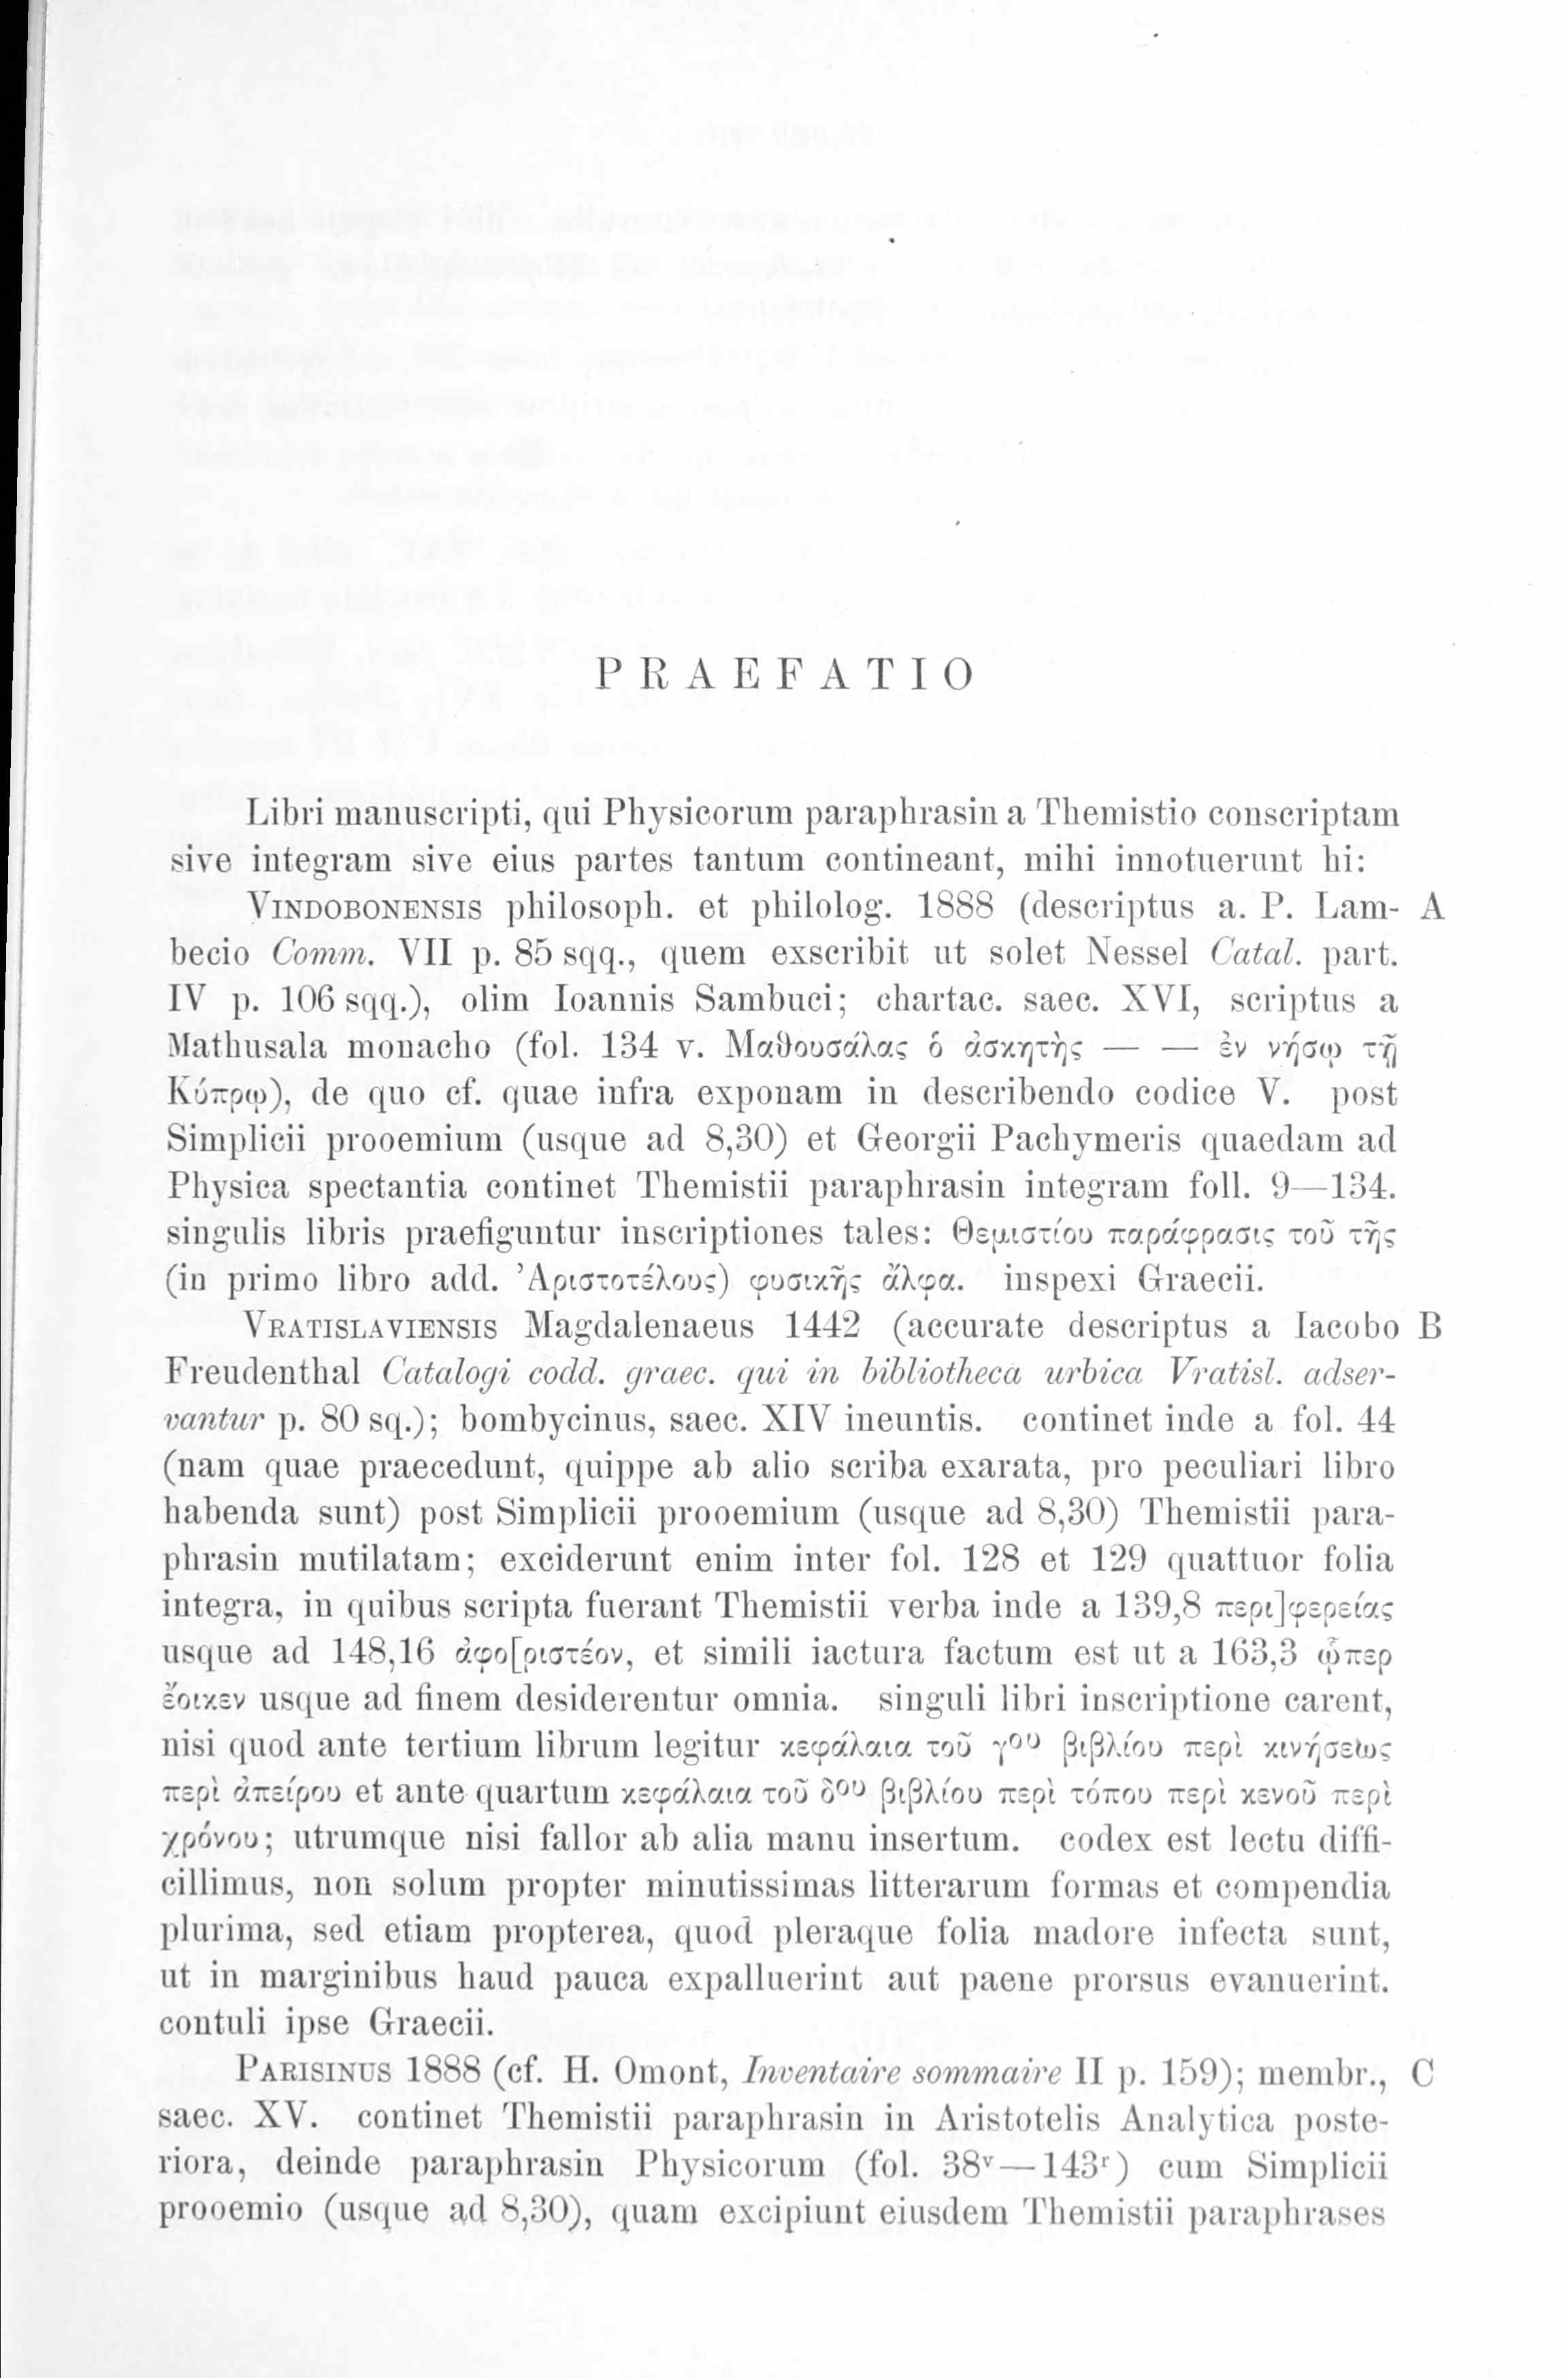 PRAEFATIO
Libri manuscripti, qui Physicorum paraphrasin a Themistio conscriptam
sive integram sive eius partes tantum contineant, mihi innotuerunt hi:
VINDOBONENSIS philosoph. et philolog. 1888 (descriptus a. P. Lam- A
becio Comm. VII p. 85 sqq., quem exscribit ut solet Nessel Catal. part.
IV p. 106 sqq.), olim Ioannis Sambuci; chartac. saec. XVI, scriptus a
Mathusala monacho (fol. 134 v. Μαθουσάλας ὁ ἀσκητὴς — — ἐν νήσῳ τῇ
Κύπρῳ), de quo cf. quae infra exponam in describendo codice V. post
Simplicii prooemium (usque ad 8,30) et Georgii Pachymeris quaedam ad
Physica spectantia continet Themistii paraphrasin integram foll. 9—134.
singulis libris praefiguntur inscriptiones tales: Θεμιστίου παράφρασις τοῦ τῆς
(in primo libro add. Ἀριστοτέλους) φυσικῆς ἄλφα. inspexi Graecii.
VRATISLAVIENSIS Magdalenaeus 1442 (accurate descriptus a Iacobo B
Freudenthal Catalogi codd. graec. qui in bibliotheca urbica Vratisl. adser-
vantur p. 80 sq.); bombycinus, saec. XIV ineuntis. continet inde a fol. 44
(nam quae praecedunt, quippe ab alio scriba exarata, pro peculiari libro
habenda sunt) post Simplicii prooemium (usque ad 8,30) Themistii para-
phrasin mutilatam; exciderunt enim inter fol. 128 et 129 quattuor folia
integra, in quibus scripta fuerant Themistii verba inde a 139,8 περι]φερείας
usque ad 148,16 ἀφο[ριστέον, et simili iactura factum est ut a 163,3 ᾧπερ
ἔοικεν usque ad finem desiderentur omnia. singuli libri inscriptione carent,
nisi quod ante tertium librum legitur κεφάλαια τοῦ γου βιβλίου περὶ κινήσεως
περὶ ἀπείρου et ante quartum κεφάλαια τοῦ δου βιβλίου περὶ τόπου περὶ κενοῦ περὶ
χρόνου; utrumque nisi fallor ab alia manu insertum. codex est lectu diffi-
cillimus, non solum propter minutissimas litterarum formas et compendia
plurima, sed etiam propterea, quod pleraque folia madore infecta sunt,
ut in marginibus haud pauca expalluerint aut paene prorsus evanuerint.
contuli ipse Graecii.
PARISINUS 1888 (cf. H. Omont, Inventaire sommaire II p. 159); membr., C
saec. XV. continet Themistii paraphrasin in Aristotelis Analytica poste-
riora, deinde paraphrasin Physicorum (fol. 38v—143r) cum Simplicii
prooemio (usque ad 8,30), quam excipiunt eiusdem Themistii paraphrases